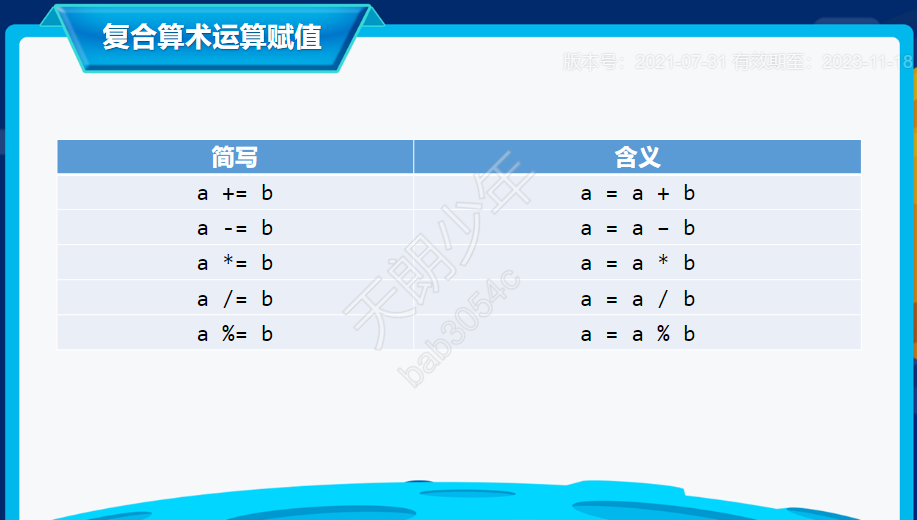 复合算术运算赋值
版本号：2021-07-31 有效期至：2023-11-18
简写 含义
a += b a = a + b
a -= b a = a – b
a *= b a = a * b
a /= b a = a / b
a %= b a = a % b
天朗少年
bab3054c